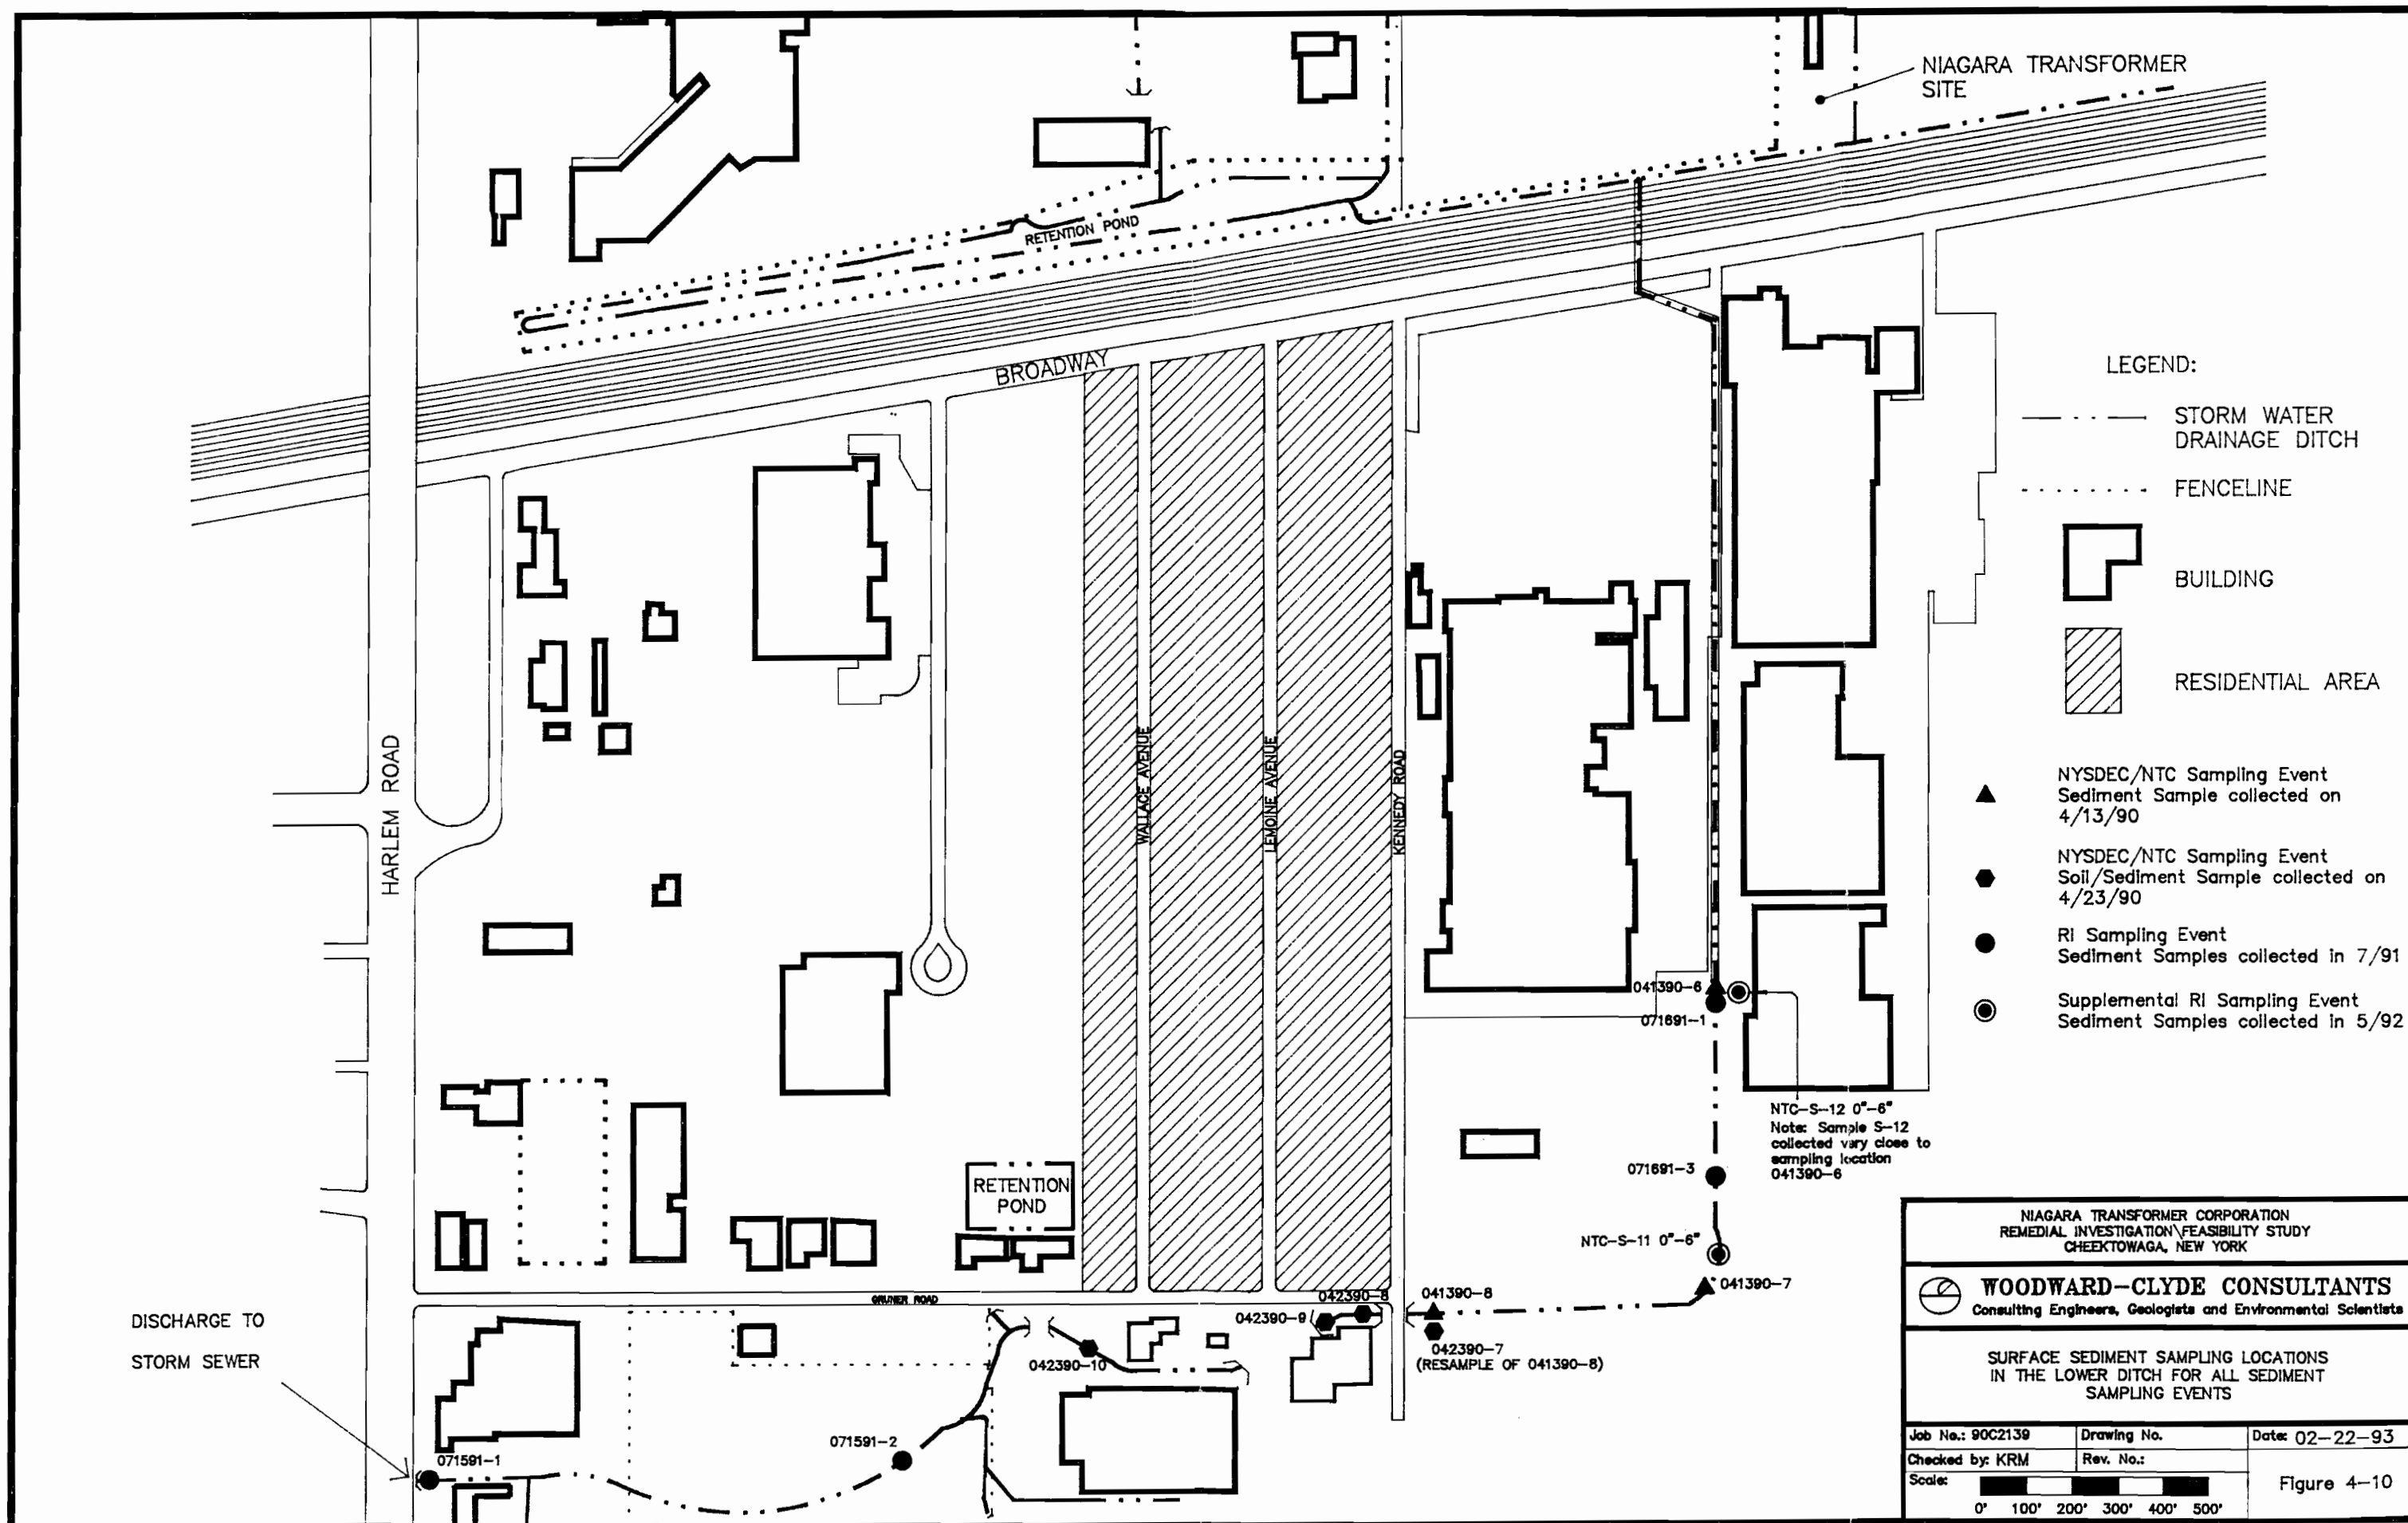 NIAGARA TRANSFORMER
SITE
RETENTION POND
BROADWAY
LEGEND:
STORM WATER
DRAINAGE DITCH
FENCELINE
BUILDING
RESIDENTIAL AREA
NYSDEC/NTC Sampling Event
Sediment Sample collected on
4/13/90
NYSDEC/NTC Sampling Event
Soil/Sediment Sample collected on
4/23/90
RI Sampling Event
Sediment Samples collected in 7/91
Supplemental RI Sampling Event
Sediment Samples collected in 5/92
HARLEM ROAD
WALLACE AVENUE
LEMOINE AVENUE
KENNEDY ROAD
041390-6
071691-1
NTC-S-12 0"-6"
Note: Sample S-12
collected very close to
sampling location
041390-6
071691-3
RETENTION
POND
NTC-S-11 0"-6"
041390-7
GRUNER ROAD
042390-8
041390-8
042390-9
042390-7
(RESAMPLE OF 041390-8)
042390-10
DISCHARGE TO
STORM SEWER
071591-1
071591-2
NIAGARA TRANSFORMER CORPORATION
REMEDIAL INVESTIGATION\FEASIBILITY STUDY
CHEEKTOWAGA, NEW YORK
WOODWARD-CLYDE CONSULTANTS
Consulting Engineers, Geologists and Environmental Scientists
SURFACE SEDIMENT SAMPLING LOCATIONS
IN THE LOWER DITCH FOR ALL SEDIMENT
SAMPLING EVENTS
Job No.: 90C2139
Drawing No.
Date: 02-22-93
Checked by: KRM
Rev. No.:
Scale:
0' 100' 200' 300' 400' 500'
Figure 4-10